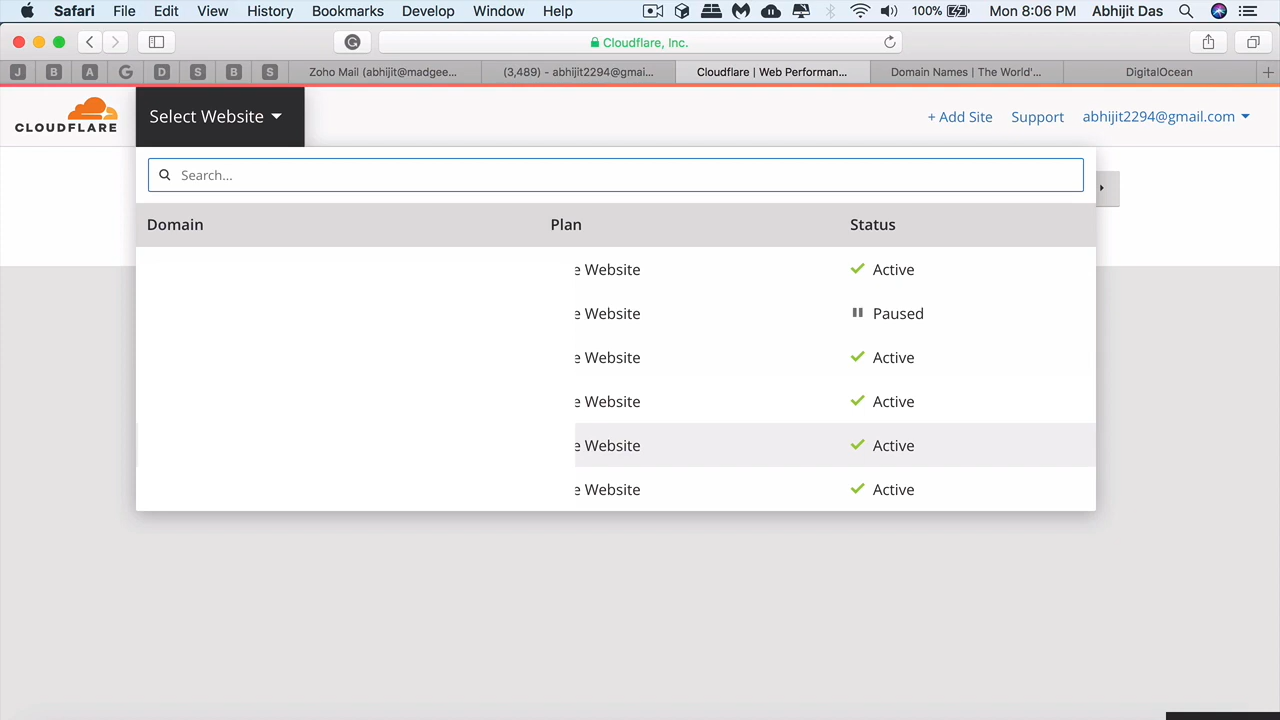 Safari File Edit View History Bookmarks Develop Window Help 100% Mon 8:06 PM Abhijit Das
Cloudflare, Inc.
J B A G D S B S Zoho Mail (abhijit@madgee... (3,489) - abhijit2294@gmai... Cloudflare | Web Performan... Domain Names | The World'... DigitalOcean
CLOUDFLARE Select Website + Add Site Support abhijit2294@gmail.com
Search...
Domain Plan Status
e Website Active
e Website Paused
e Website Active
e Website Active
e Website Active
e Website Active